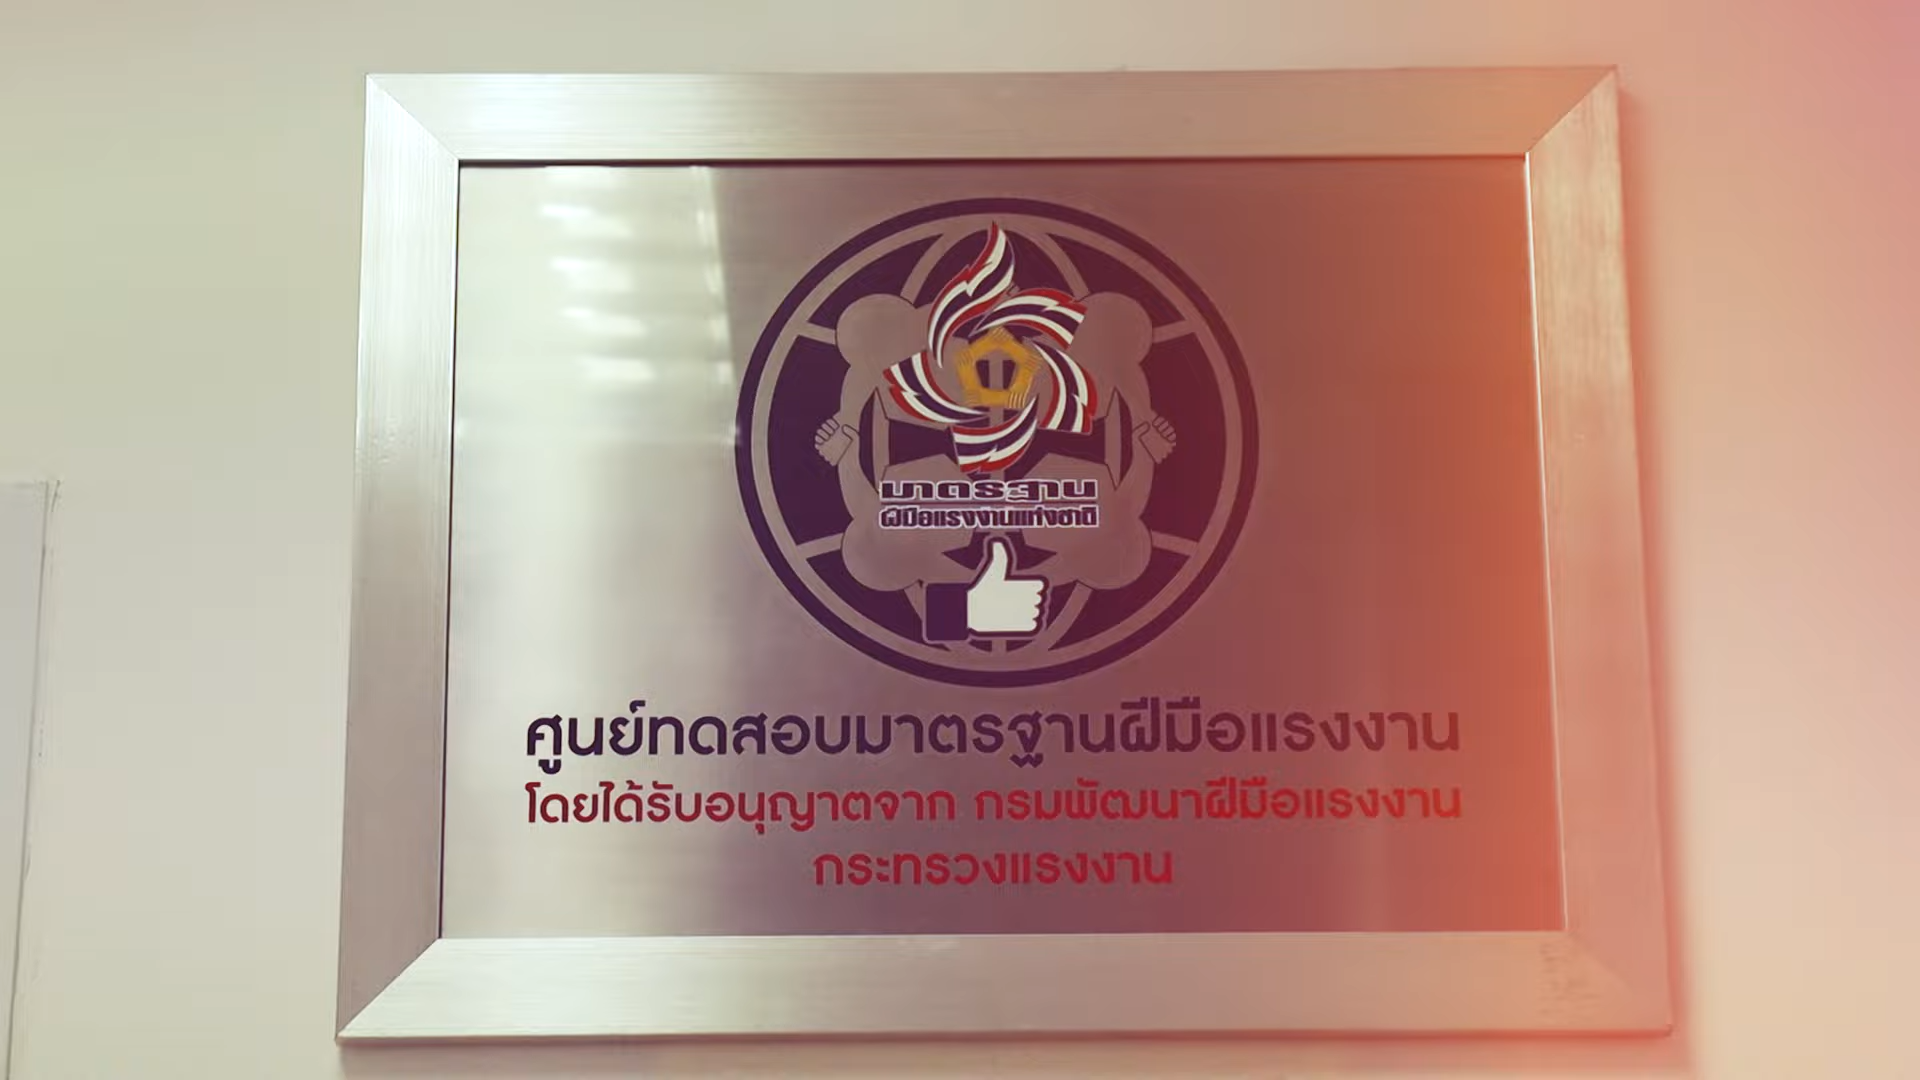 มาตรฐาน
ฝีมือแรงงานแห่งชาติ
ศูนย์ทดสอบมาตรฐานฝีมือแรงงาน
โดยได้รับอนุญาตจาก กรมพัฒนาฝีมือแรงงาน
กระทรวงแรงงาน